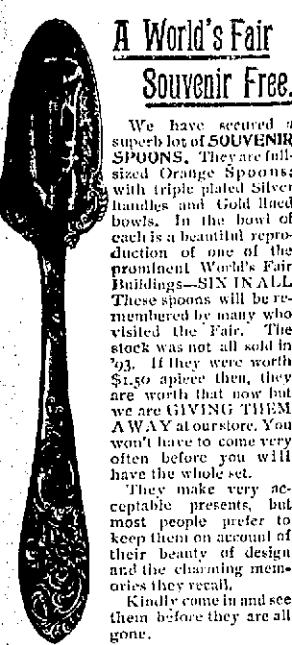 A World's Fair
Souvenir Free.
We have secured a
superb lot of SOUVENIR
SPOONS. They are full-
sized Orange Spoons;
with triple plated Silver
handles and Gold lined
bowls. In the bowl of
each is a beautiful repro-
duction of one of the
prominent World's Fair
Buildings—SIX IN ALL
These spoons will be re-
membered by many who
visited the Fair. The
stock was not all sold in
'93. If they were worth
$1.50 apiece then, they
are worth that now but
we are GIVING THEM
AWAY at our store. You
won't have to come very
often before you will
have the whole set.
They make very ac-
ceptable presents, but
most people prefer to
keep them on account of
their beauty of design
and the charming mem-
ories they recall.
Kindly come in and see
them before they are all
gone.